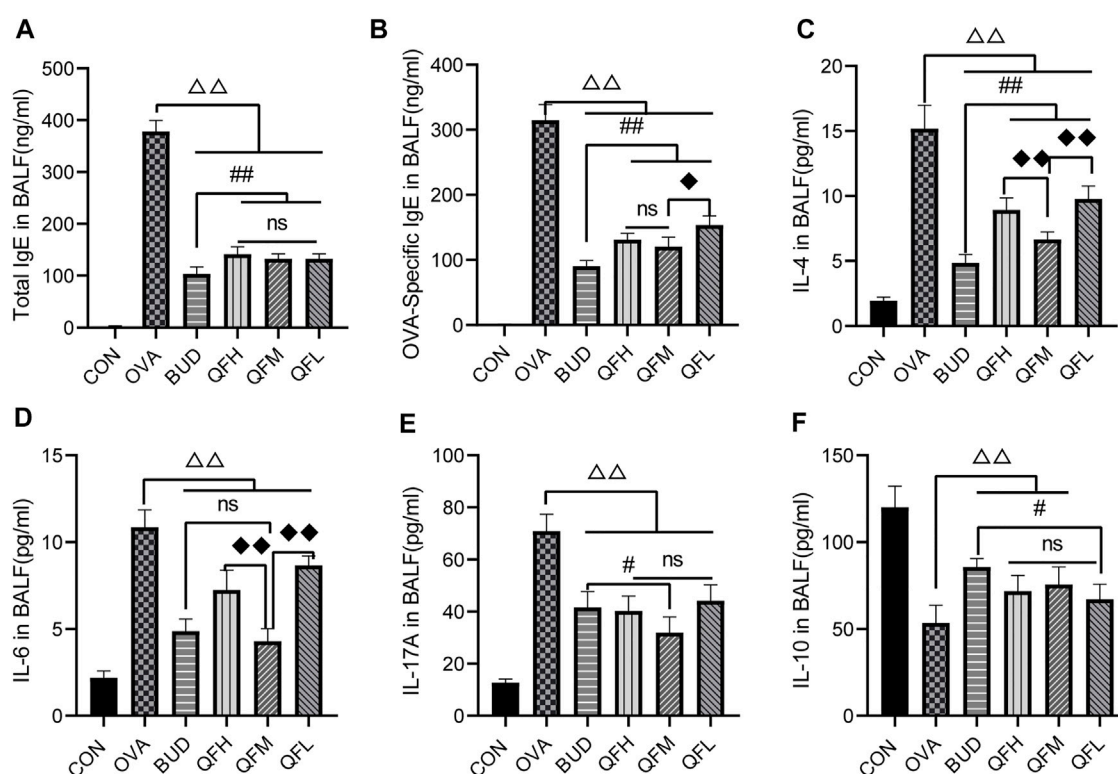 A
Total IgE in BALF(ng/ml)
500
400
300
200
100
0
△△
##
ns
CON
OVA
BUD
QFH
QFM
QFL
B
OVA-Specific IgE in BALF(ng/ml)
400
300
200
100
0
△△
##
◆
ns
CON
OVA
BUD
QFH
QFM
QFL
C
IL-4 in BALF(pg/ml)
20
15
10
5
0
△△
##
◆◆
◆◆
CON
OVA
BUD
QFH
QFM
QFL
D
IL-6 in BALF(pg/ml)
15
10
5
0
△△
ns
◆◆
◆◆
CON
OVA
BUD
QFH
QFM
QFL
E
IL-17A in BALF(pg/ml)
100
80
60
40
20
0
△△
#
ns
CON
OVA
BUD
QFH
QFM
QFL
F
IL-10 in BALF(pg/ml)
150
100
50
0
△△
#
ns
CON
OVA
BUD
QFH
QFM
QFL